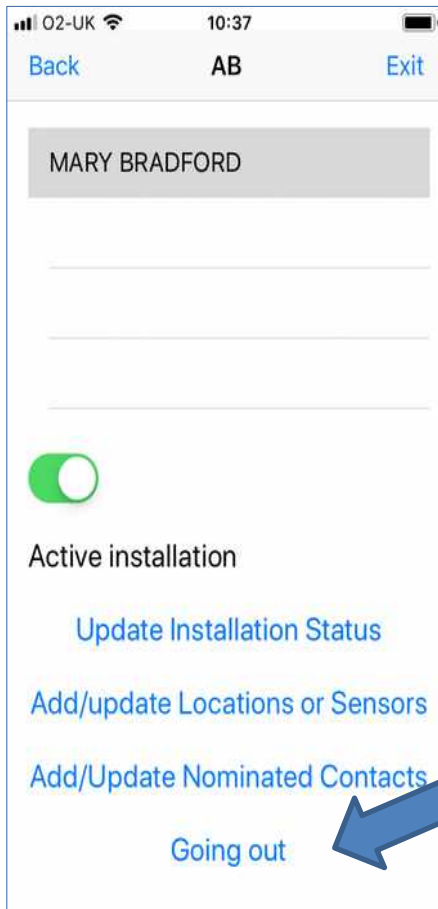 O2-UK 10:37
Back AB Exit
MARY BRADFORD
Active installation
Update Installation Status
Add/update Locations or Sensors
Add/Update Nominated Contacts
Going out